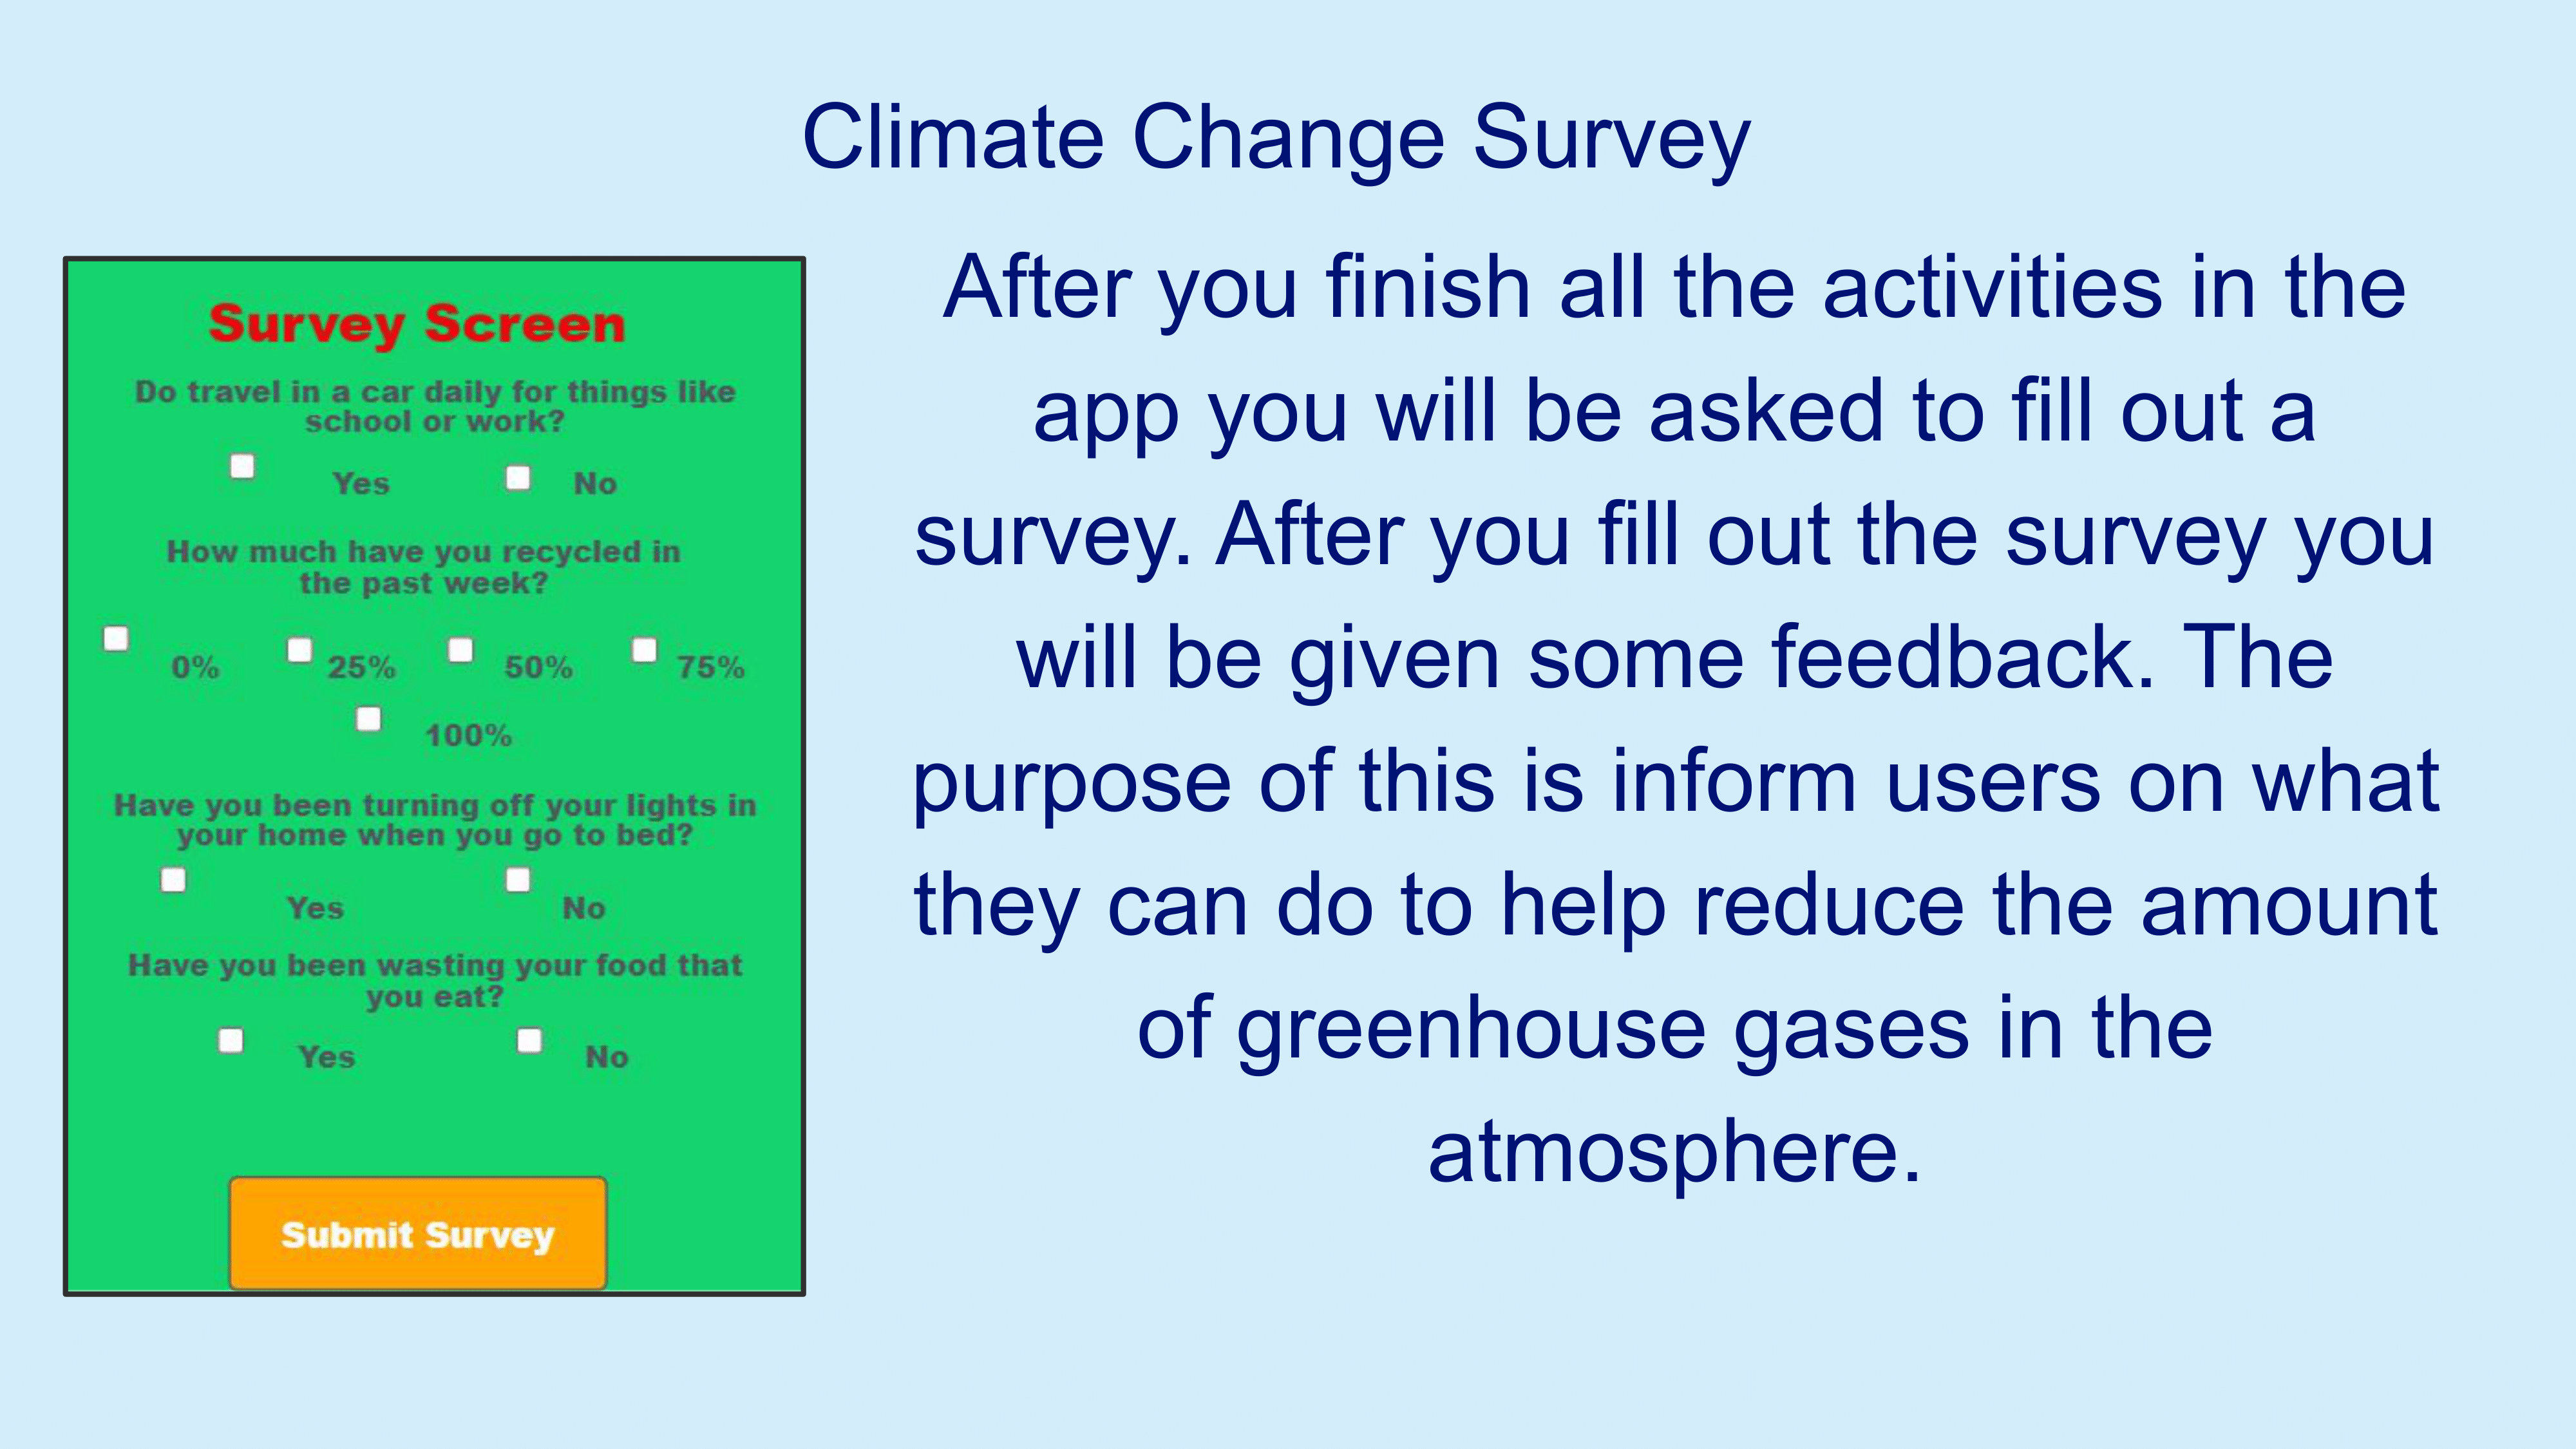 Climate Change Survey
Survey Screen
Do travel in a car daily for things like
school or work?
Yes No
How much have you recycled in
the past week?
0% 25% 50% 75%
100%
Have you been turning off your lights in
your home when you go to bed?
Yes No
Have you been wasting your food that
you eat?
Yes No
Submit Survey
After you finish all the activities in the
app you will be asked to fill out a
survey. After you fill out the survey you
will be given some feedback. The
purpose of this is inform users on what
they can do to help reduce the amount
of greenhouse gases in the
atmosphere.